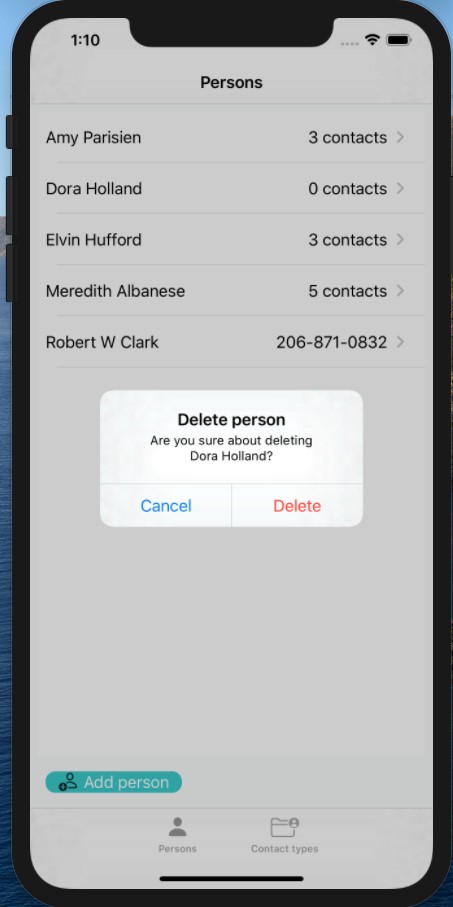 1:10
Persons
Amy Parisien 3 contacts
Dora Holland 0 contacts
Elvin Hufford 3 contacts
Meredith Albanese 5 contacts
Robert W Clark 206-871-0832
Delete person
Are you sure about deleting
Dora Holland?
Cancel Delete
Add person
Persons Contact types